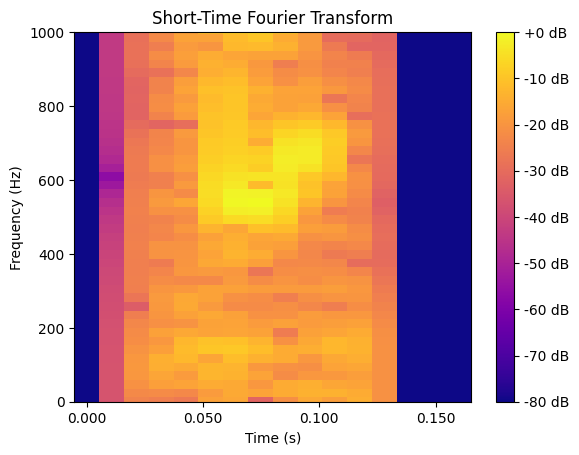 Short-Time Fourier Transform
1000
800
600
400
200
0
Frequency (Hz)
0.000
0.050
0.100
0.150
Time (s)
+0 dB
-10 dB
-20 dB
-30 dB
-40 dB
-50 dB
-60 dB
-70 dB
-80 dB